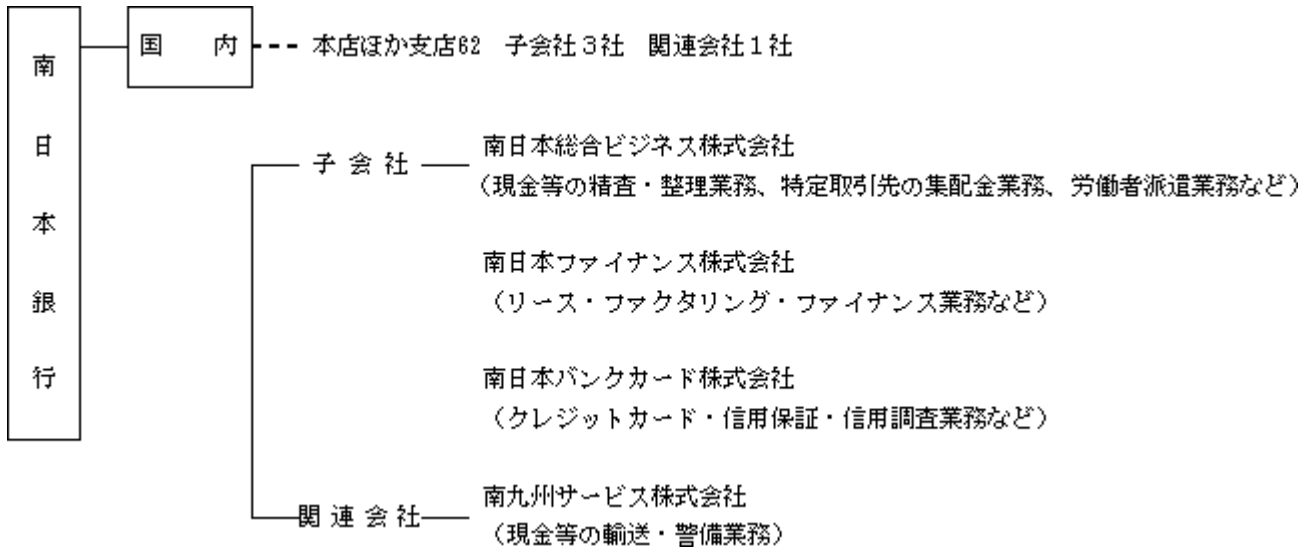 南日本銀行
国　　内
本店ほか支店62　子会社３社　関連会社１社
子 会 社
南日本総合ビジネス株式会社
（現金等の精査・整理業務、特定取引先の集配金業務、労働者派遣業務など）
南日本ファイナンス株式会社
（リース・ファクタリング・ファイナンス業務など）
南日本バンクカード株式会社
（クレジットカード・信用保証・信用調査業務など）
関 連 会 社
南九州サービス株式会社
（現金等の輸送・警備業務）